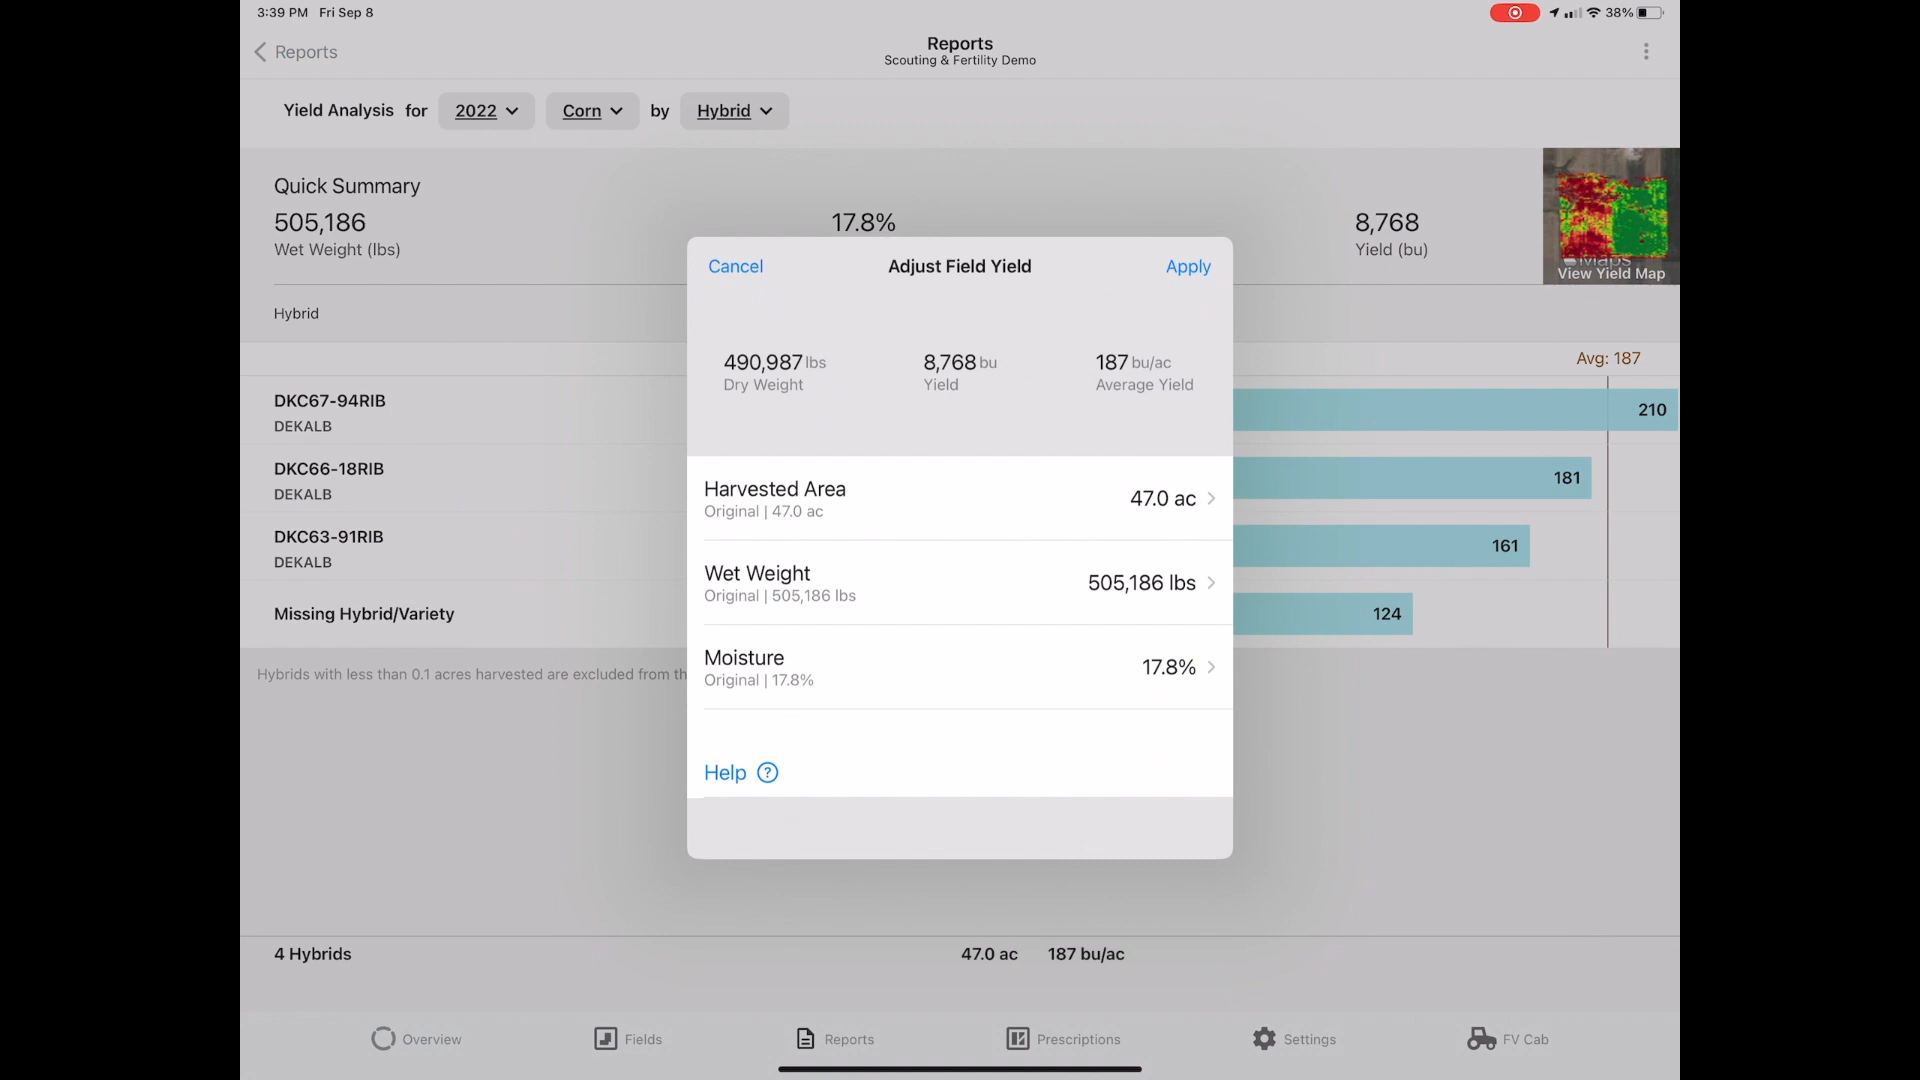 3:39 PM Fri Sep 8
38%
Reports
Reports
Scouting & Fertility Demo
Yield Analysis for 2022 Corn by Hybrid
Quick Summary
505,186
Wet Weight (lbs)
17.8%
8,768
Yield (bu)
Maps
View Yield Map
Hybrid
Avg: 187
DKC67-94RIB
DEKALB
210
DKC66-18RIB
DEKALB
181
DKC63-91RIB
DEKALB
161
Missing Hybrid/Variety
124
Hybrids with less than 0.1 acres harvested are excluded from th
Cancel
Adjust Field Yield
Apply
490,987 lbs
Dry Weight
8,768 bu
Yield
187 bu/ac
Average Yield
Harvested Area
Original | 47.0 ac
47.0 ac
Wet Weight
Original | 505,186 lbs
505,186 lbs
Moisture
Original | 17.8%
17.8%
Help ?
4 Hybrids
47.0 ac
187 bu/ac
Overview
Fields
Reports
Prescriptions
Settings
FV Cab